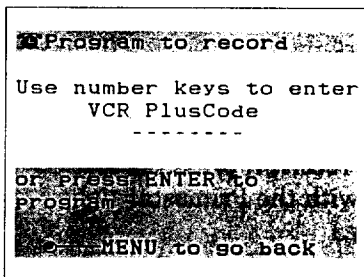 Program to record
Use number keys to enter
VCR PlusCode
--------
or press ENTER to
program
MENU to go back